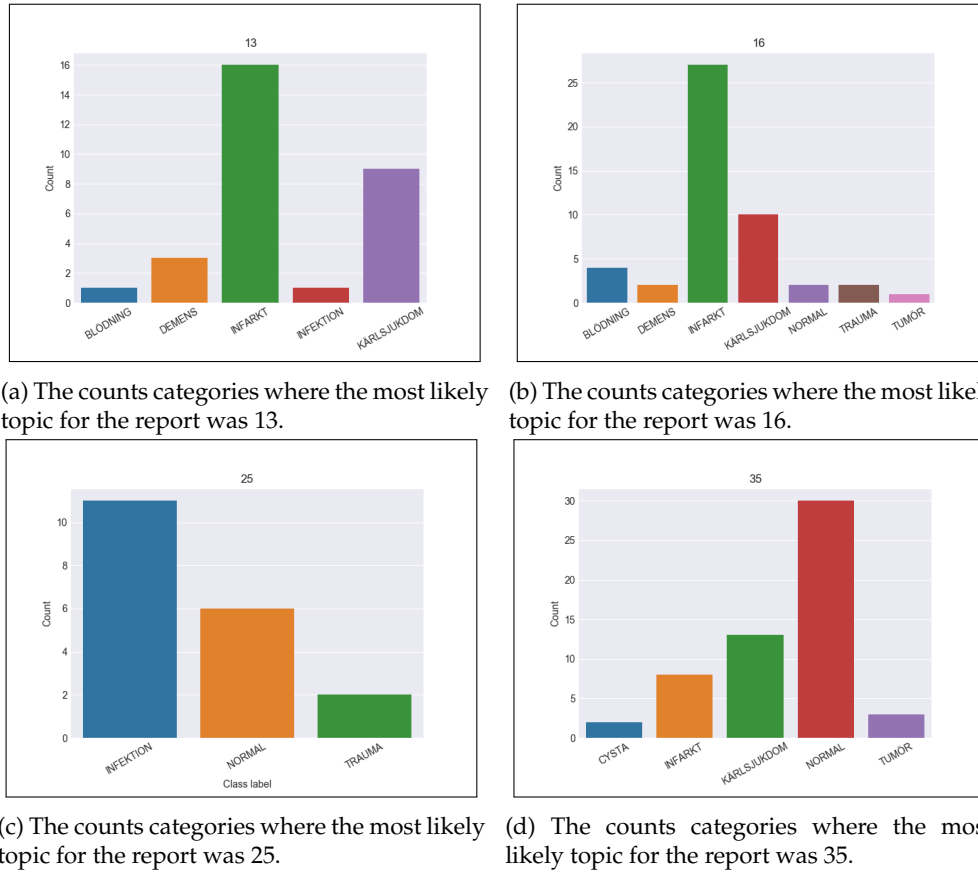 13
16
14
12
10
8
6
4
2
0
Count
BLÖDNING
DEMENS
INFARKT
INFEKTION
KÄRLSJUKDOM
16
25
20
15
10
5
0
Count
BLÖDNING
DEMENS
INFARKT
KÄRLSJUKDOM
NORMAL
TRAUMA
TUMÖR
(a) The counts categories where the most likely
topic for the report was 13.
(b) The counts categories where the most likel
topic for the report was 16.
25
10
8
6
4
2
0
Count
INFEKTION
NORMAL
TRAUMA
Class label
35
30
25
20
15
10
5
0
Count
CYSTA
INFARKT
KÄRLSJUKDOM
NORMAL
TUMÖR
(c) The counts categories where the most likely
topic for the report was 25.
(d) The counts categories where the mos
likely topic for the report was 35.